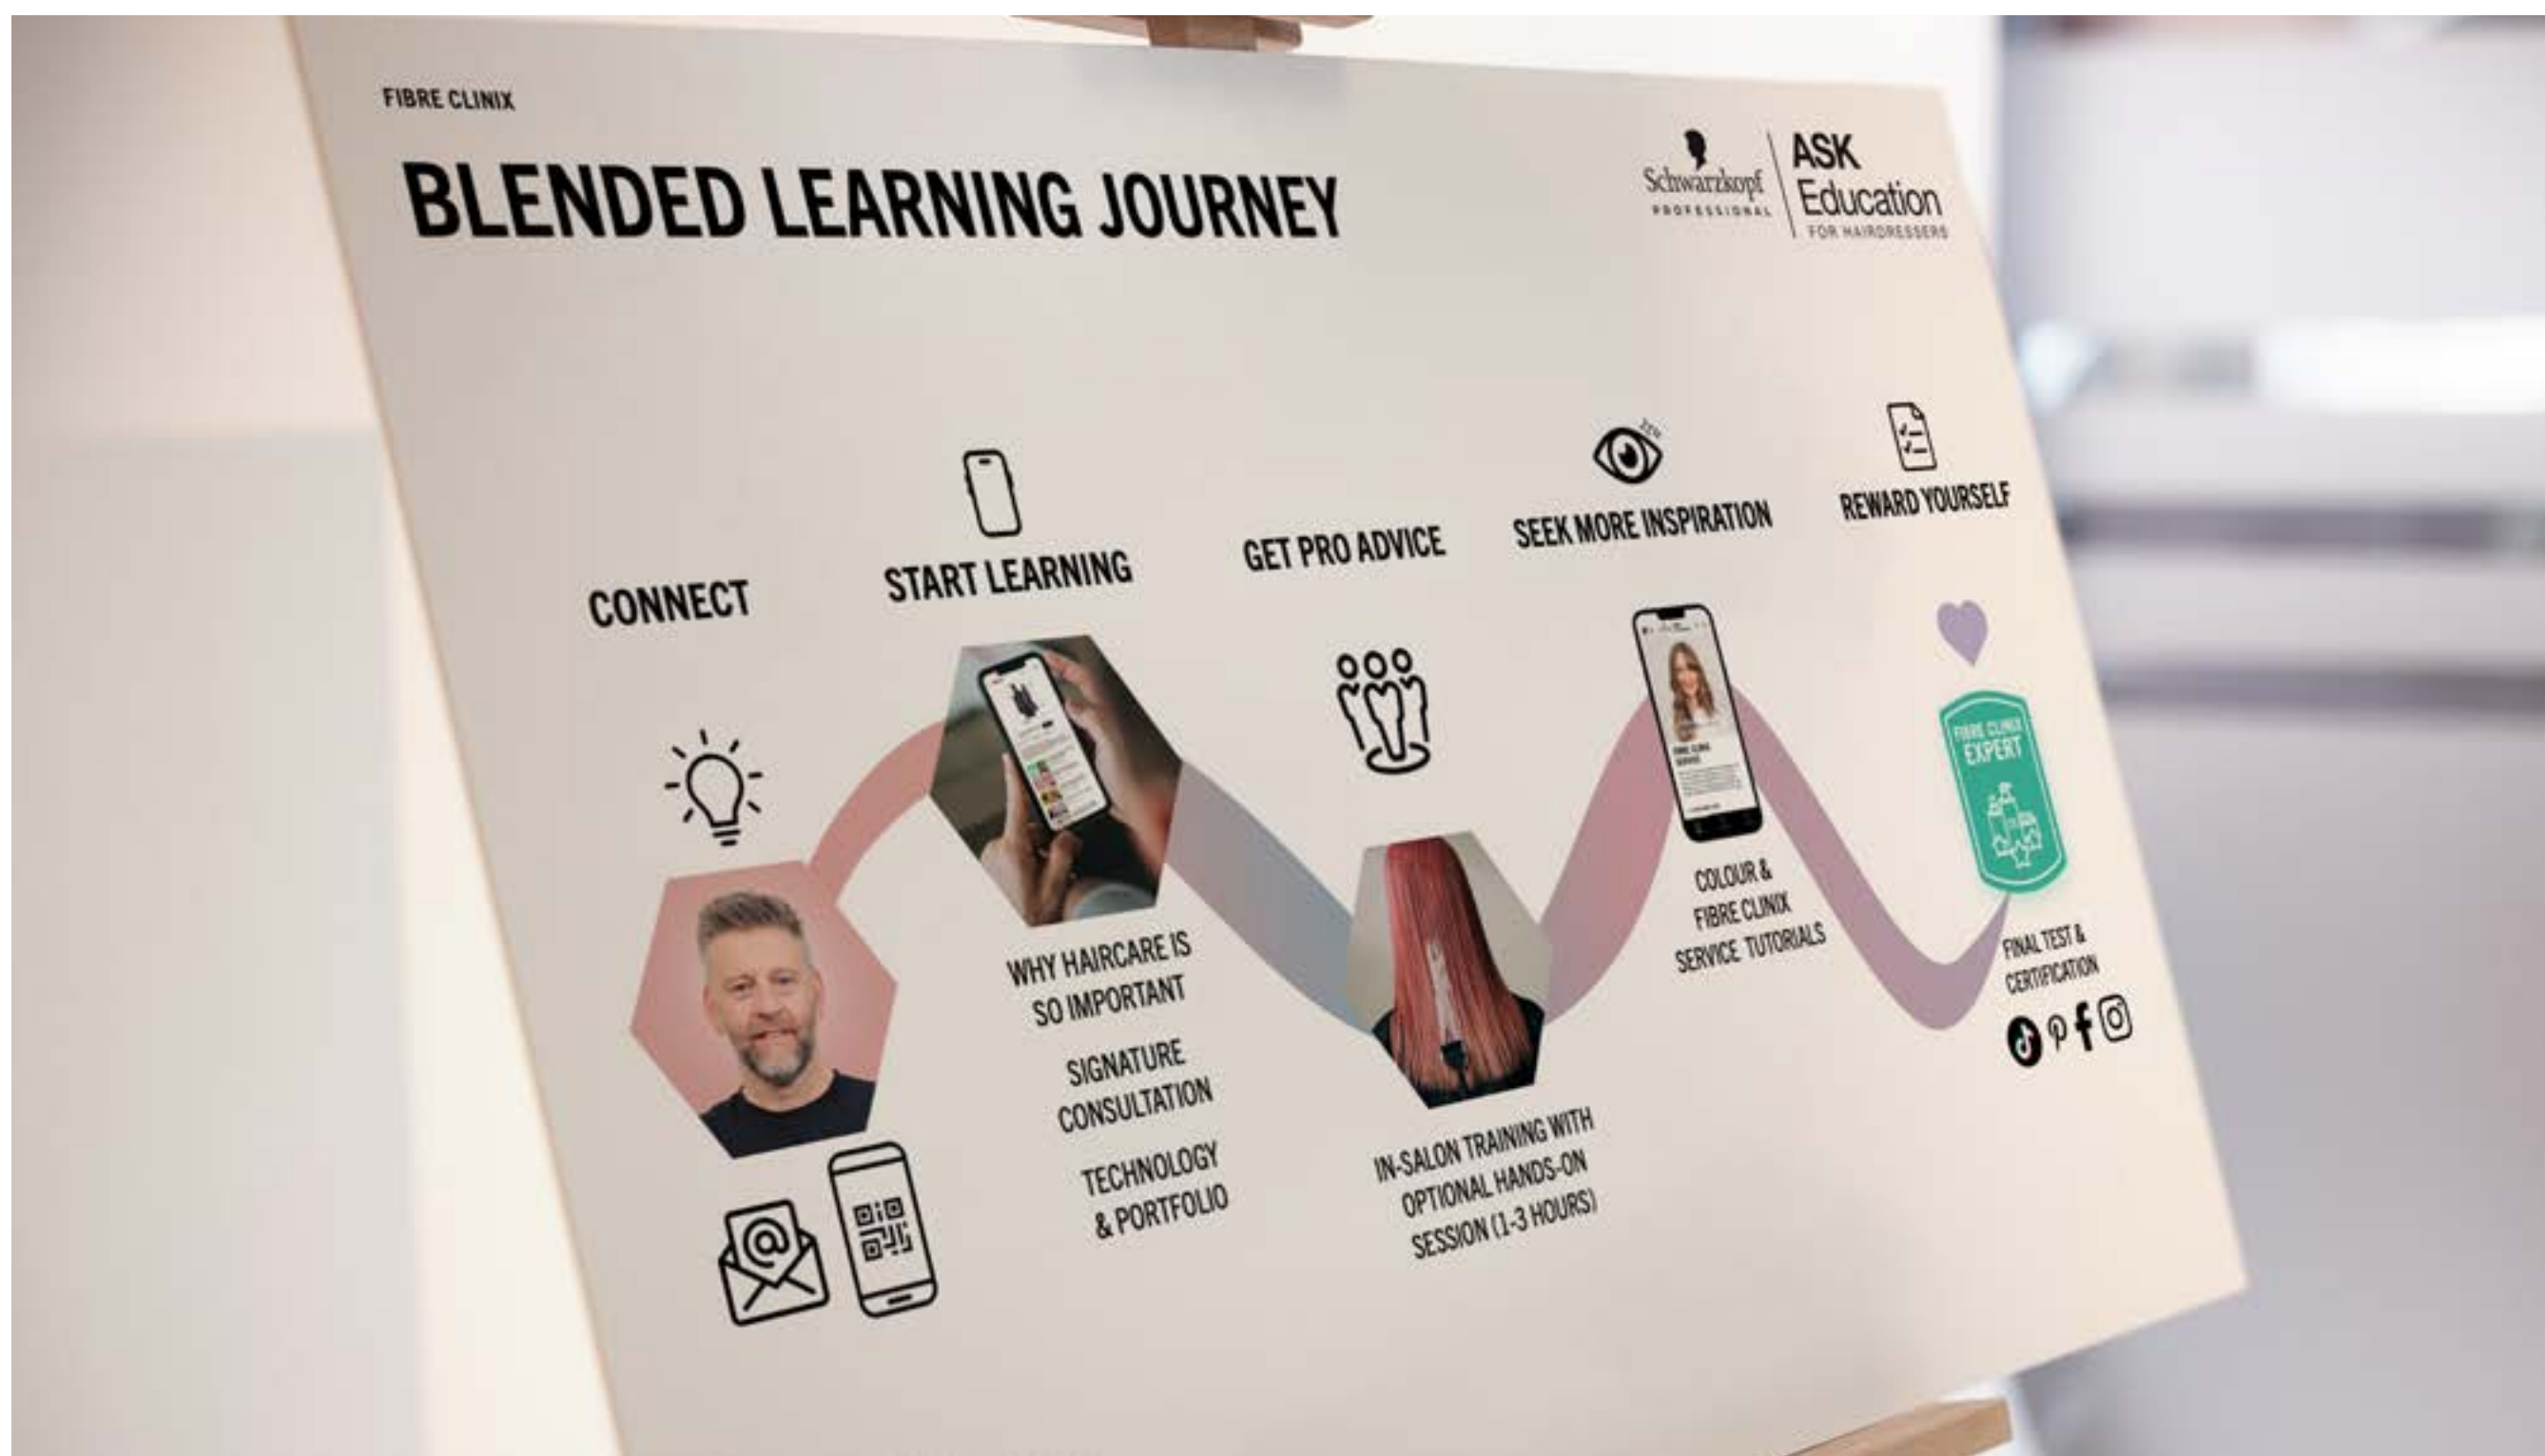 FIBRE CLINIX
BLENDED LEARNING JOURNEY
Schwarzkopf
PROFESSIONAL
ASK
Education
FOR HAIRDRESSERS
CONNECT
START LEARNING
WHY HAIRCARE IS
SO IMPORTANT
SIGNATURE
CONSULTATION
TECHNOLOGY
& PORTFOLIO
GET PRO ADVICE
IN-SALON TRAINING WITH
OPTIONAL HANDS-ON
SESSION (1-3 HOURS)
SEEK MORE INSPIRATION
COLOUR &
FIBRE CLINIX
SERVICE TUTORIALS
REWARD YOURSELF
FIBRE CLINIX
EXPERT
FINAL TEST &
CERTIFICATION